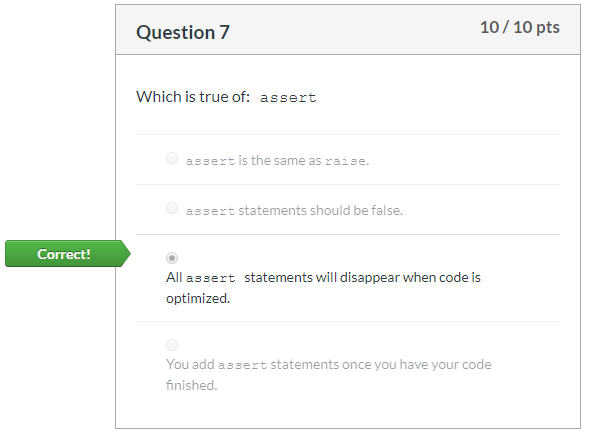 Question 7
10 / 10 pts
Which is true of: assert
assert is the same as raise.
assert statements should be false.
Correct!
All assert statements will disappear when code is
optimized.
You add assert statements once you have your code
finished.